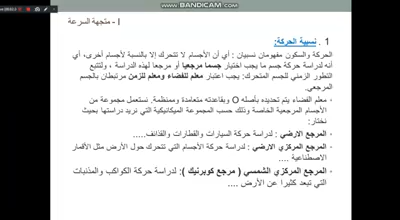 www.BANDICAM.com
I - متجهة السرعة
1 . نسبية الحركة:
الحركة والسكون مفهومان نسبيان : أي أن الأجسام لا تتحرك إلا بالنسبة لأجسام أخرى، أي
أنه لدراسة حركة جسم ما يجب اختيار جسما مرجعيا أو مرجعا لهذه الدراسة ، ولتتبع
التطور الزمني للجسم المتحرك: يجب اعتبار معلم للفضاء ومعلم للزمن مرتبطان بالجسم
المرجعي.
معلم الفضاء يتم تحديده بأصله O وبقاعدته متعامدة وممنظمة. ونستعمل مجموعة من
الأجسام المرجعية الخاصة وذلك حسب المجموعة الميكانيكية التي نريد دراستها بحيث
نختار:
• المرجع الارضي : لدراسة حركة السيارات والقطارات والقذائف.....
• المرجع المركزي الارضي : لدراسة حركة الأجسام التي تتحرك حول الأرض مثل الأقمار
الاصطناعية ....
• المرجع المركزي الشمسي ( مرجع كوبرنيك ): لدراسة حركة الكواكب والمذنبات
التي تبعد كثيرا عن الأرض ....